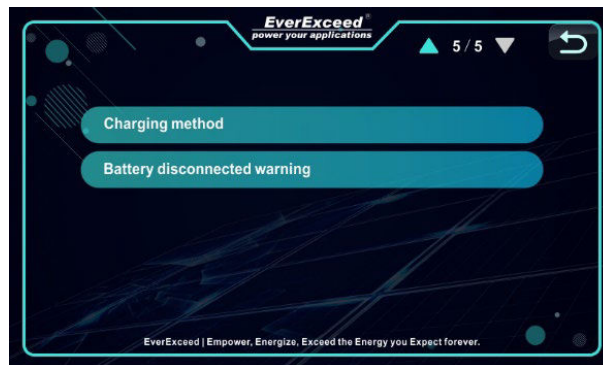 EverExceed®
power your applications
5/5
Charging method
Battery disconnected warning
EverExceed | Empower, Energize, Exceed the Energy you Expect forever.